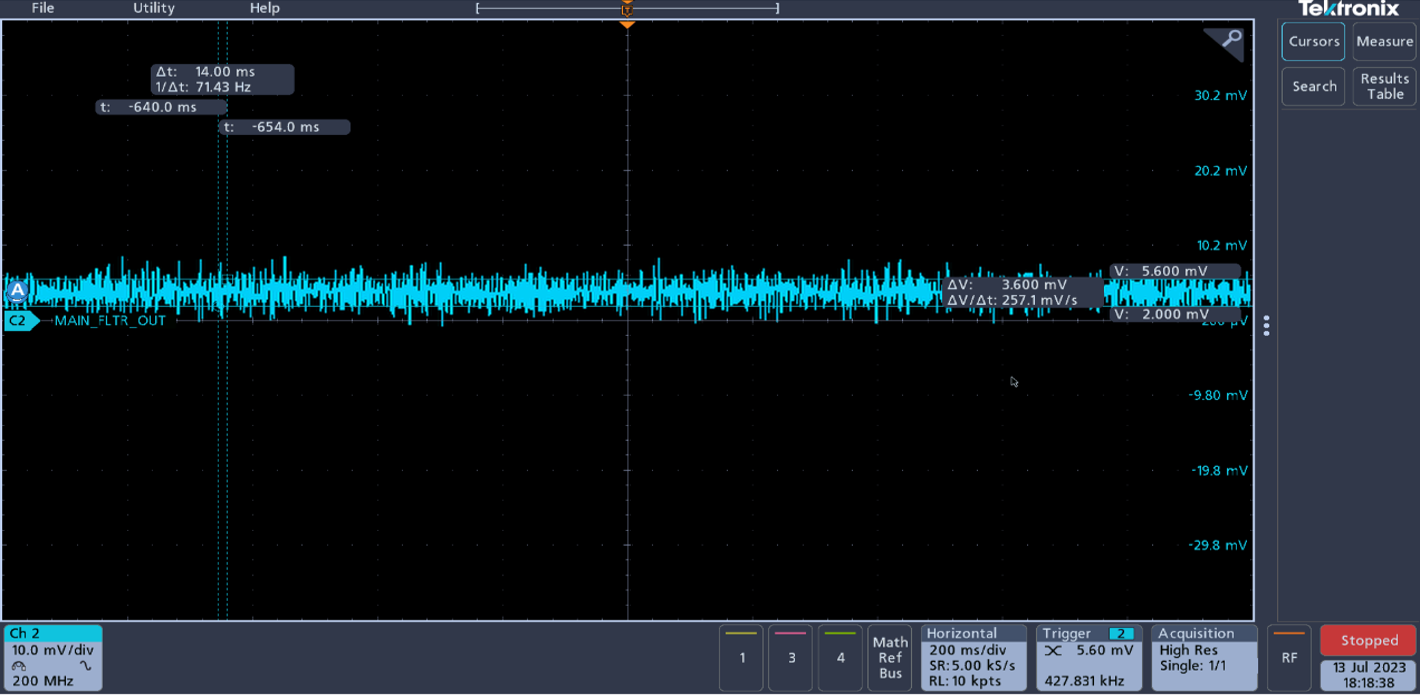 File Utility Help
Tektronix
Cursors Measure
Search Results
Table
Δt: 14.00 ms
1/Δt: 71.43 Hz
t: -640.0 ms
t: -654.0 ms
30.2 mV
20.2 mV
10.2 mV
V: 5.600 mV
ΔV: 3.600 mV
ΔV/Δt: 257.1 mV/s
V: 2.000 mV
A
C2 MAIN_FLTR_OUT
-9.80 mV
-19.8 mV
-29.8 mV
Ch 2
10.0 mV/div
200 MHz
1
3
4
Math
Ref
Bus
Horizontal
200 ms/div
SR: 5.00 kS/s
RL: 10 kpts
Trigger 2
5.60 mV
427.831 kHz
Acquisition
High Res
Single: 1/1
RF
Stopped
13 Jul 2023
18:18:38